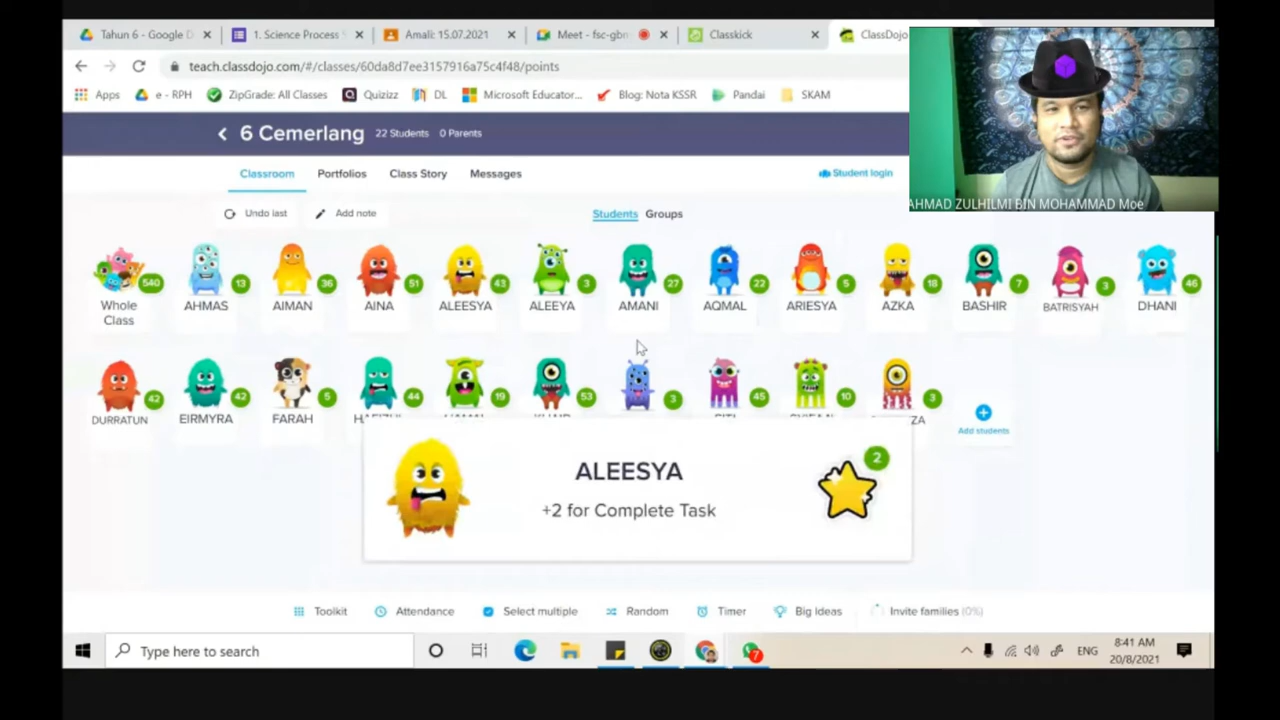 Tahun 6 - Google D
1. Science Process
Amali: 15.07.2021
Meet - fsc-gbm
Classkick
ClassDojo
teach.classdojo.com/#/classes/60da8d7ee3157916a75c4f48/points
Apps
e - RPH
ZipGrade: All Classes
Quizizz
DL
Microsoft Educator...
Blog: Nota KSSR
Pandai
SKAM
6 Cemerlang 22 Students 0 Parents
AHMAD ZULHILMI BIN MOHAMMAD Moe
Classroom Portfolios Class Story Messages
Student login
Undo last Add note
Students Groups
540 13 36 51 43 3 27 22 5 18 7 3 46
Whole Class
AHMAS AIMAN AINA ALEESYA ALEEYA AMANI AQMAL ARIESYA AZKA BASHIR BATRISYAH DHANI
42 42 5 44 19 53 3 45 10 3
DURRATUN EIRMYRA FARAH
Add students
ALEESYA
+2 for Complete Task
2
Toolkit Attendance Select multiple Random Timer Big Ideas Invite families (0%)
Type here to search
7
ENG
8:41 AM
20/8/2021